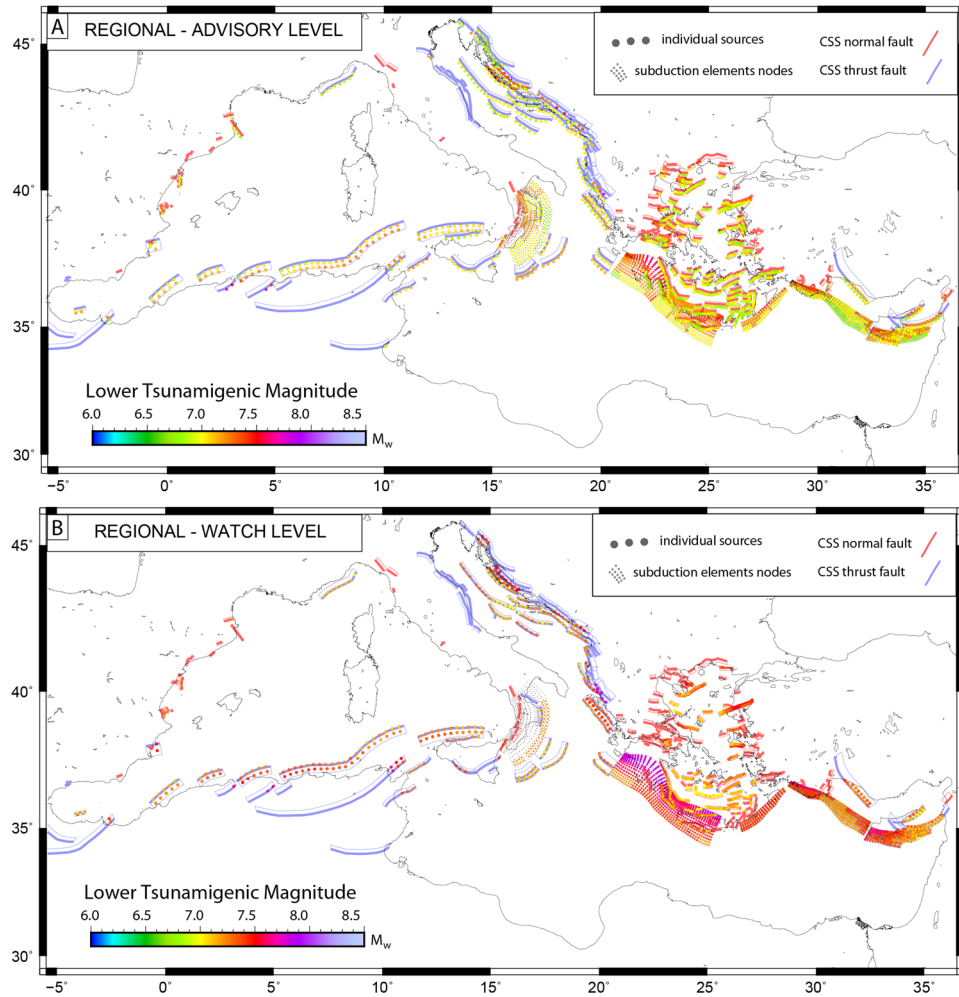 A
REGIONAL - ADVISORY LEVEL
individual sources
subduction elements nodes
CSS normal fault
CSS thrust fault
45°
40°
35°
30°
Lower Tsunamigenic Magnitude
6.0 6.5 7.0 7.5 8.0 8.5
Mw
−5° 0° 5° 10° 15° 20° 25° 30° 35°
B
REGIONAL - WATCH LEVEL
individual sources
subduction elements nodes
CSS normal fault
CSS thrust fault
45°
40°
35°
30°
Lower Tsunamigenic Magnitude
6.0 6.5 7.0 7.5 8.0 8.5
Mw
−5° 0° 5° 10° 15° 20° 25° 30° 35°